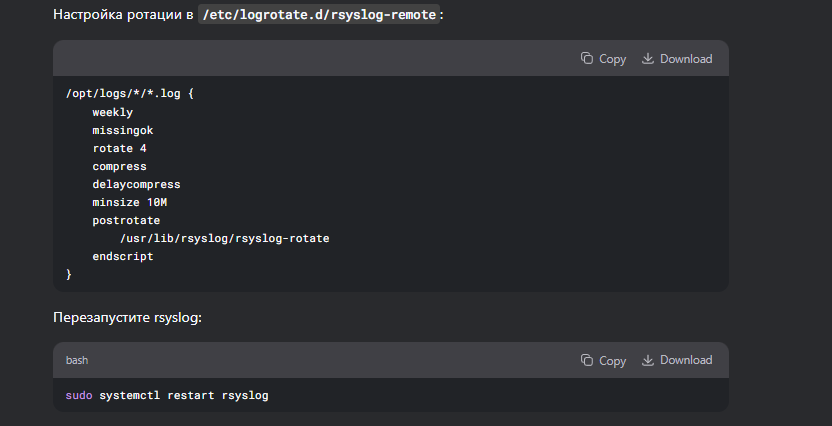 Настройка ротации в /etc/logrotate.d/rsyslog-remote:
Copy Download
/opt/logs/*/*.log {
    weekly
    missingok
    rotate 4
    compress
    delaycompress
    minsize 10M
    postrotate
        /usr/lib/rsyslog/rsyslog-rotate
    endscript
}
Перезапустите rsyslog:
bash Copy Download
sudo systemctl restart rsyslog